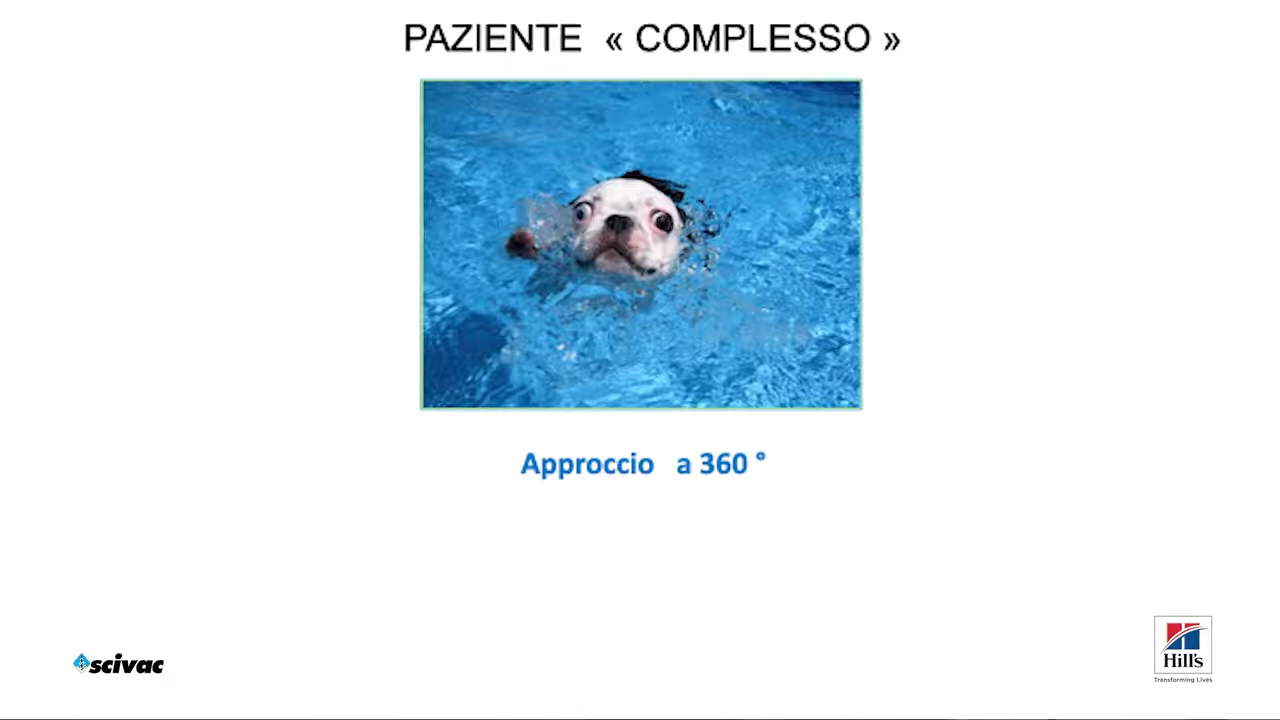 PAZIENTE « COMPLESSO »
Approccio a 360 °
scivac
Hill's
Transforming Lives